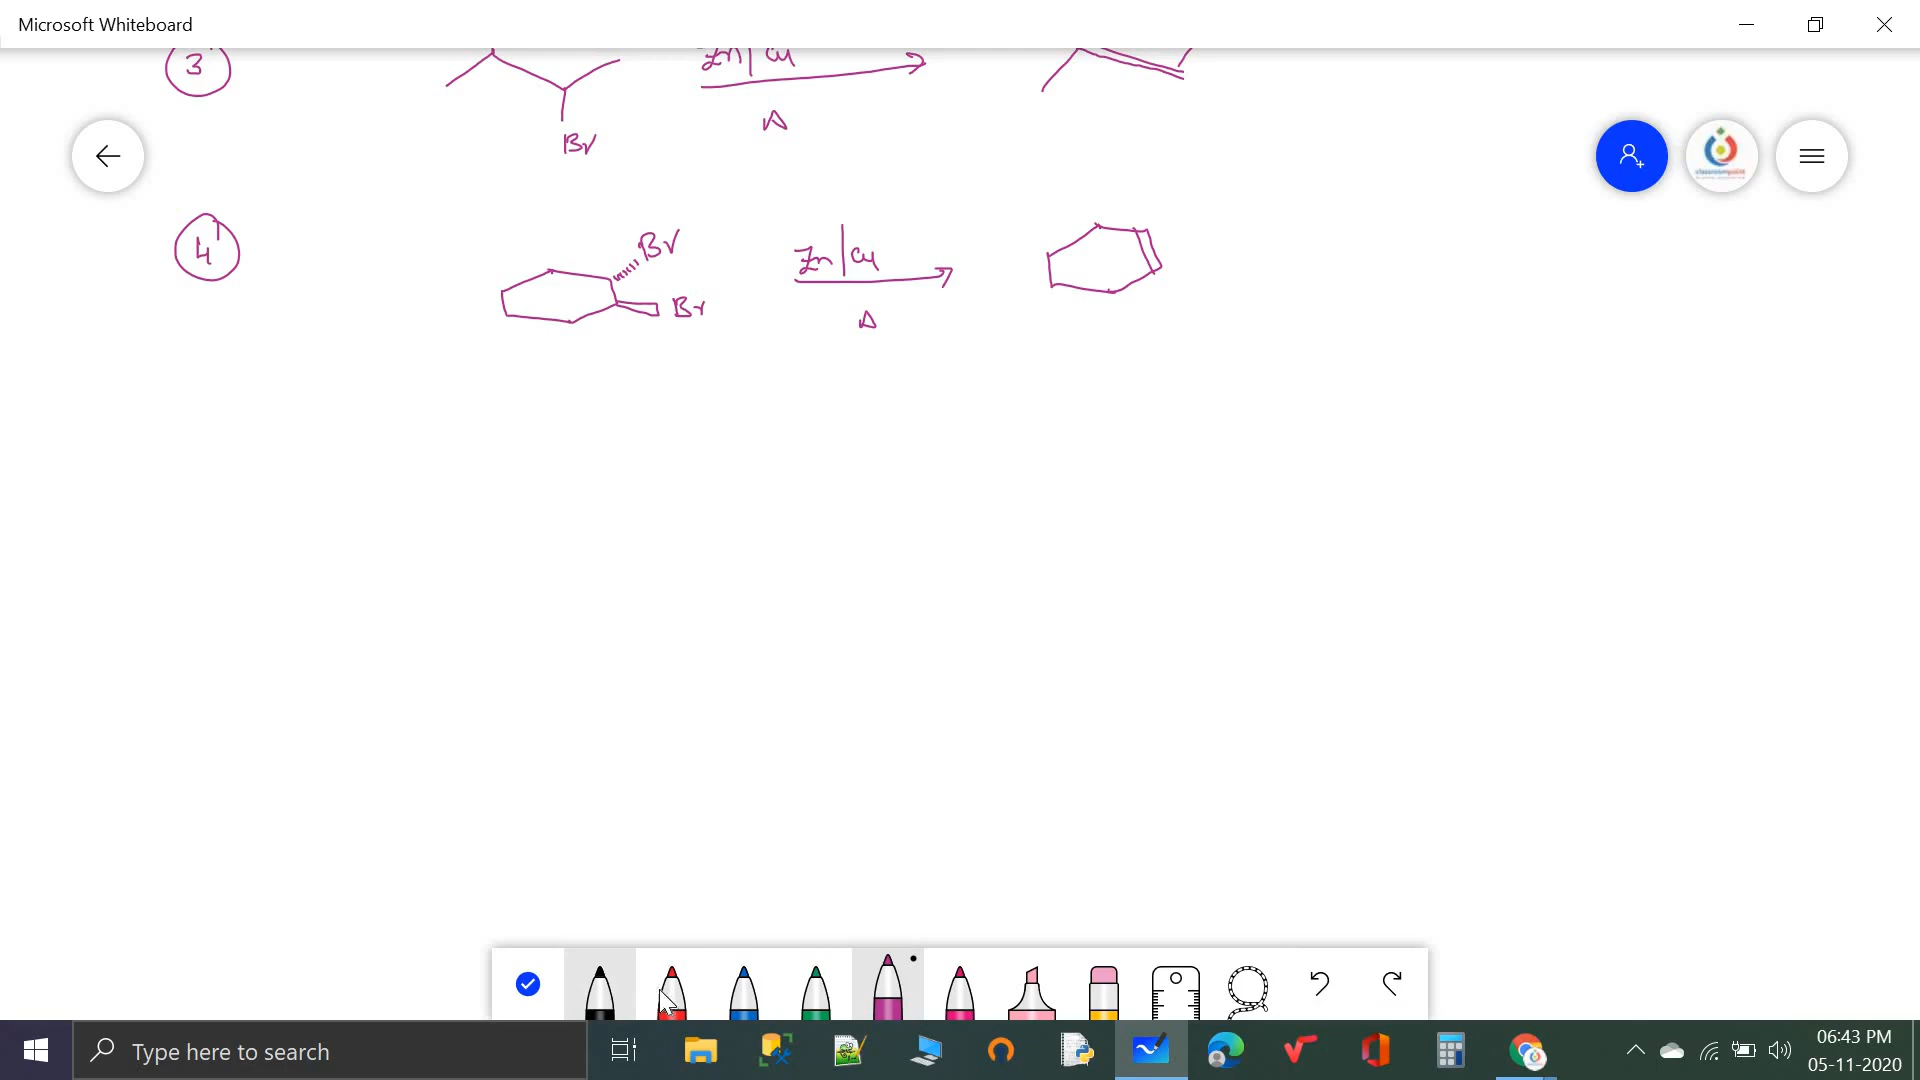 Microsoft Whiteboard
3
Zn | Cu
Δ
Br
4
Br
Zn | Cu
Br
Δ
Type here to search
06:43 PM
05-11-2020